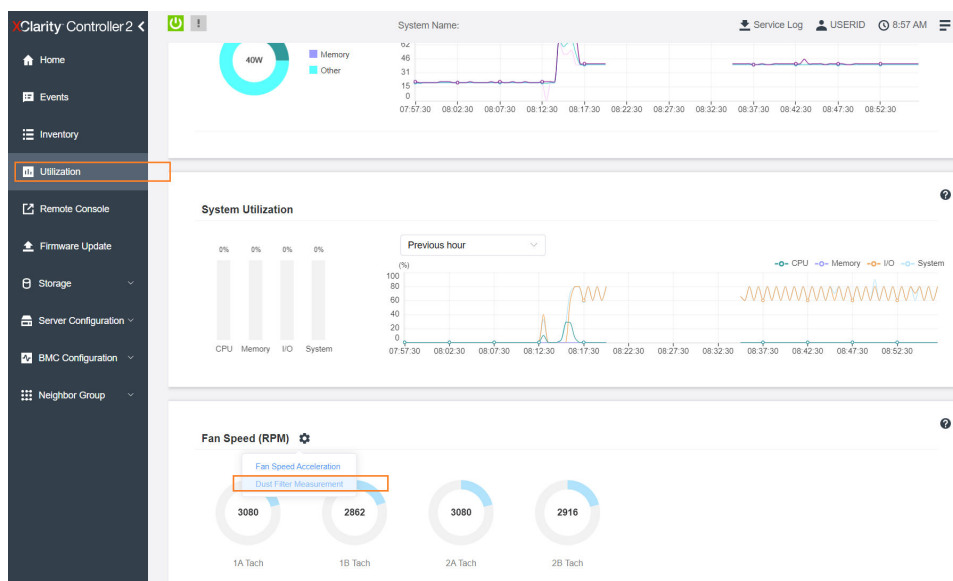 XClarity Controller 2
System Name:
Service Log
USERID
8:57 AM
Home
Events
Inventory
Utilization
Remote Console
Firmware Update
Storage
Server Configuration
BMC Configuration
Neighbor Group
40W
Memory
Other
62
46
31
15
0
07:57:30 08:02:30 08:07:30 08:12:30 08:17:30 08:22:30 08:27:30 08:32:30 08:37:30 08:42:30 08:47:30 08:52:30
System Utilization
0% 0% 0% 0%
CPU Memory I/O System
Previous hour
CPU Memory I/O System
(%)
100
80
60
40
20
0
07:57:30 08:02:30 08:07:30 08:12:30 08:17:30 08:22:30 08:27:30 08:32:30 08:37:30 08:42:30 08:47:30 08:52:30
Fan Speed (RPM)
Fan Speed Acceleration
Dust Filter Measurement
3080 2862 3080 2916
1A Tach 1B Tach 2A Tach 2B Tach